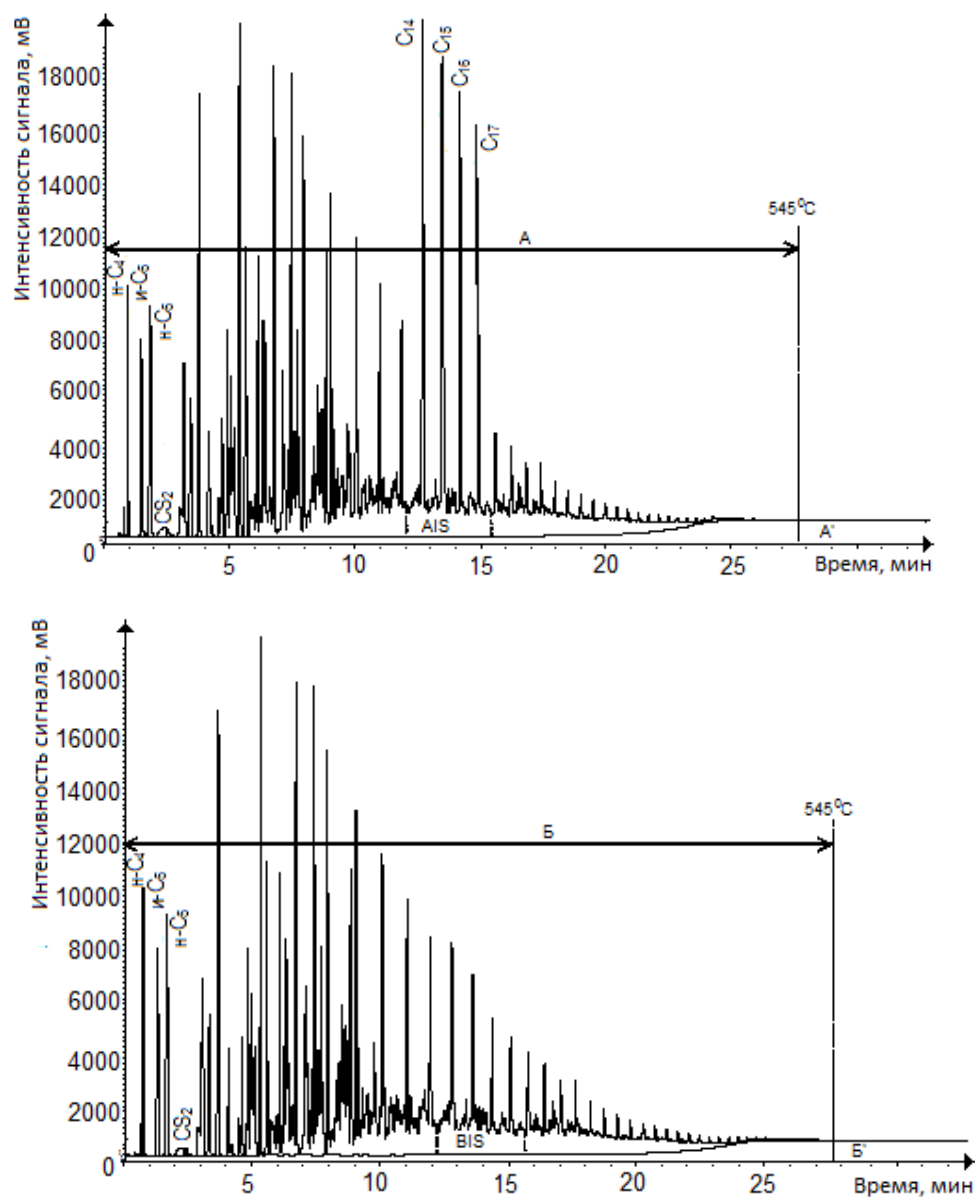 Интенсивность сигнала, мВ
18000
16000
14000
12000
10000
8000
6000
4000
2000
0
н-C4
и-C5
н-C5
CS2
C14
C15
C16
C17
545⁰C
А
AIS
А'
5
10
15
20
25
Время, мин
Интенсивность сигнала, мВ
18000
16000
14000
12000
10000
8000
6000
4000
2000
0
н-C4
и-C5
н-C5
CS2
545⁰C
Б
BIS
Б'
5
10
15
20
25
Время, мин